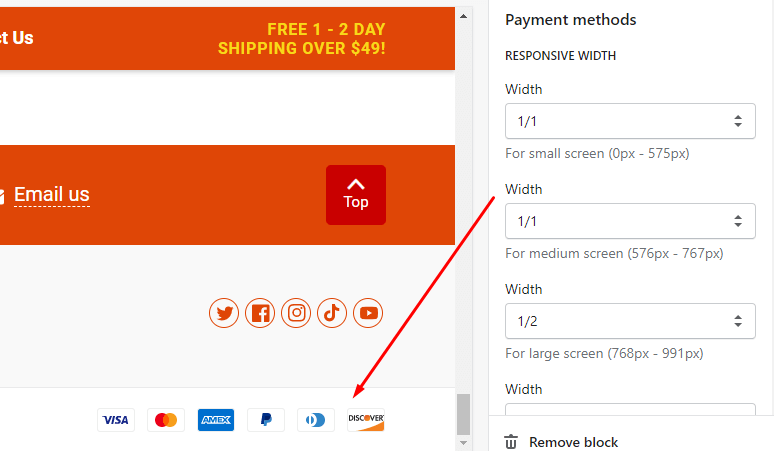 t Us
FREE 1 - 2 DAY
SHIPPING OVER $49!
Email us
Top
VISA
AMEX
DISCOVER
Payment methods
RESPONSIVE WIDTH
Width
1/1
For small screen (0px - 575px)
Width
1/1
For medium screen (576px - 767px)
Width
1/2
For large screen (768px - 991px)
Width
Remove block